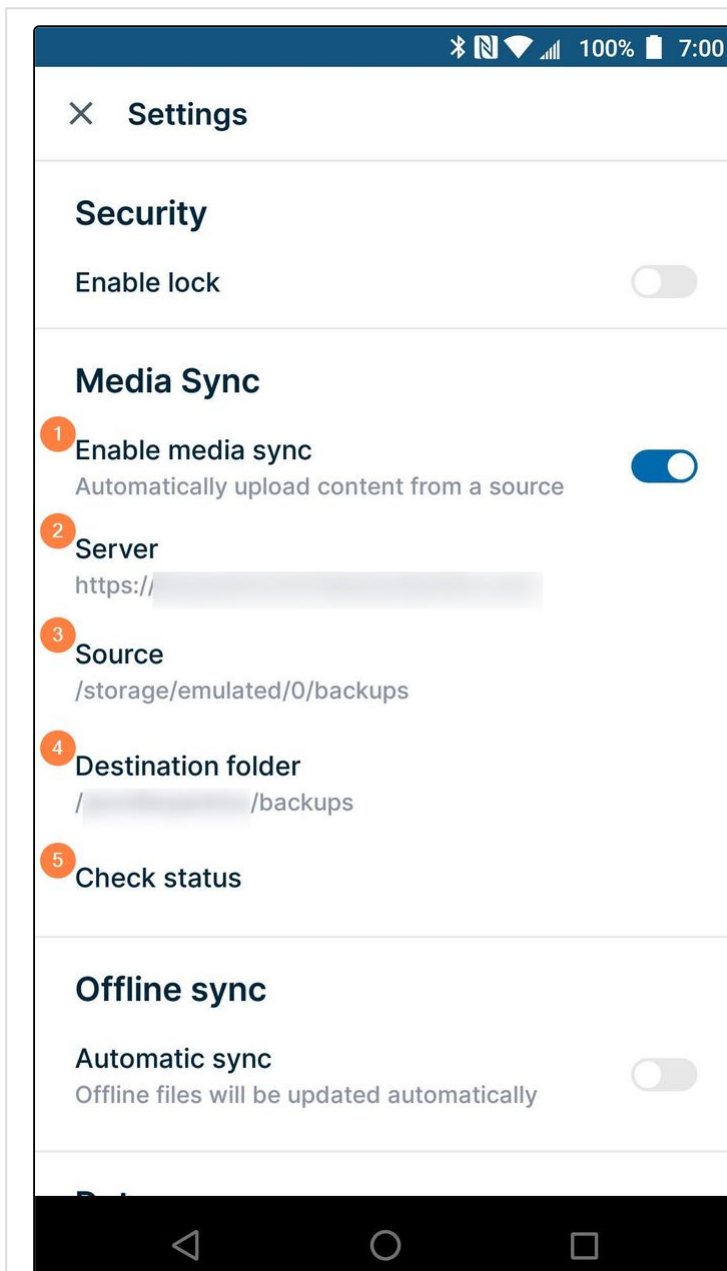 100% 7:00
Settings
Security
Enable lock
Media Sync
1
Enable media sync
Automatically upload content from a source
2
Server
https://
3
Source
/storage/emulated/0/backups
4
Destination folder
/ /backups
5
Check status
Offline sync
Automatic sync
Offline files will be updated automatically